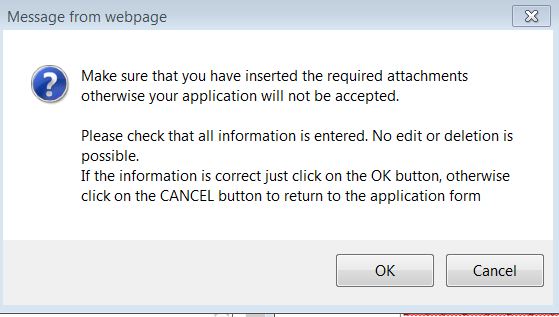 Message from webpage
Make sure that you have inserted the required attachments
otherwise your application will not be accepted.
Please check that all information is entered. No edit or deletion is
possible.
If the information is correct just click on the OK button, otherwise
click on the CANCEL button to return to the application form
OK
Cancel